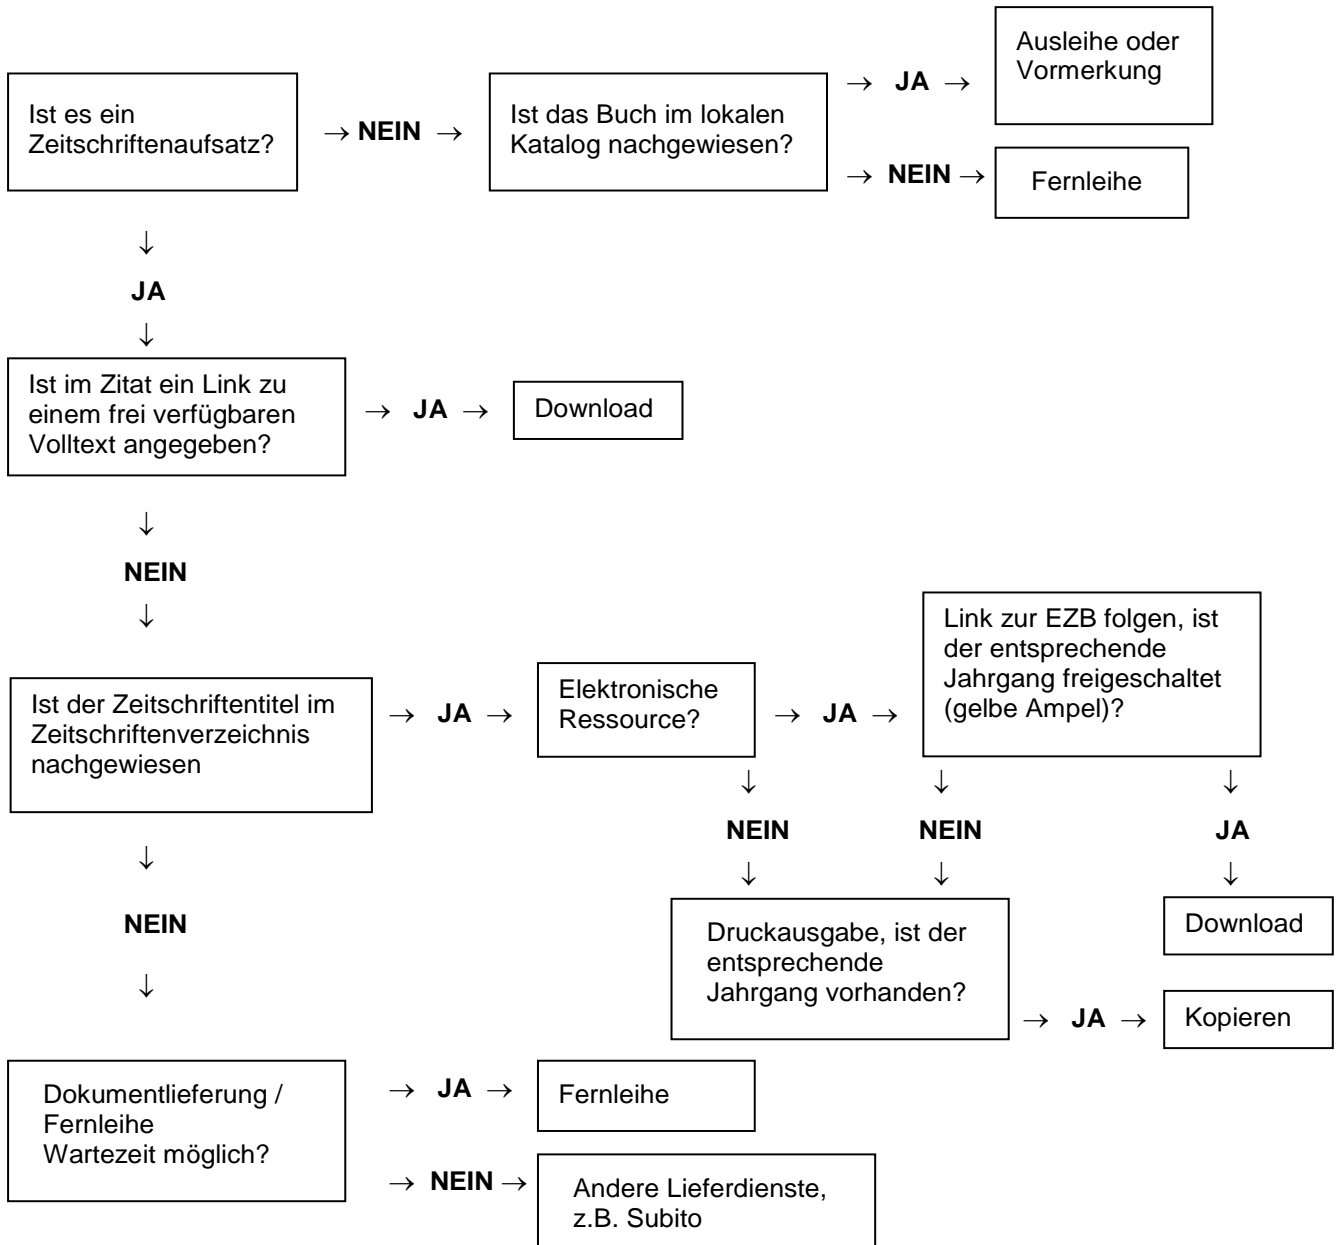 Ist es ein
Zeitschriftenaufsatz?
→ NEIN →
Ist das Buch im lokalen
Katalog nachgewiesen?
→ JA →
Ausleihe oder
Vormerkung
→ NEIN →
Fernleihe
↓
JA
↓
Ist im Zitat ein Link zu
einem frei verfügbaren
Volltext angegeben?
→ JA →
Download
↓
NEIN
↓
Ist der Zeitschriftentitel im
Zeitschriftenverzeichnis
nachgewiesen
→ JA →
Elektronische
Ressource?
→ JA →
Link zur EZB folgen, ist
der entsprechende
Jahrgang freigeschaltet
(gelbe Ampel)?
↓ ↓ ↓
NEIN NEIN JA
↓ ↓ ↓
Druckausgabe, ist der
entsprechende
Jahrgang vorhanden?
Download
→ JA →
Kopieren
↓
NEIN
↓
Dokumentlieferung /
Fernleihe
Wartezeit möglich?
→ JA →
Fernleihe
→ NEIN →
Andere Lieferdienste,
z.B. Subito